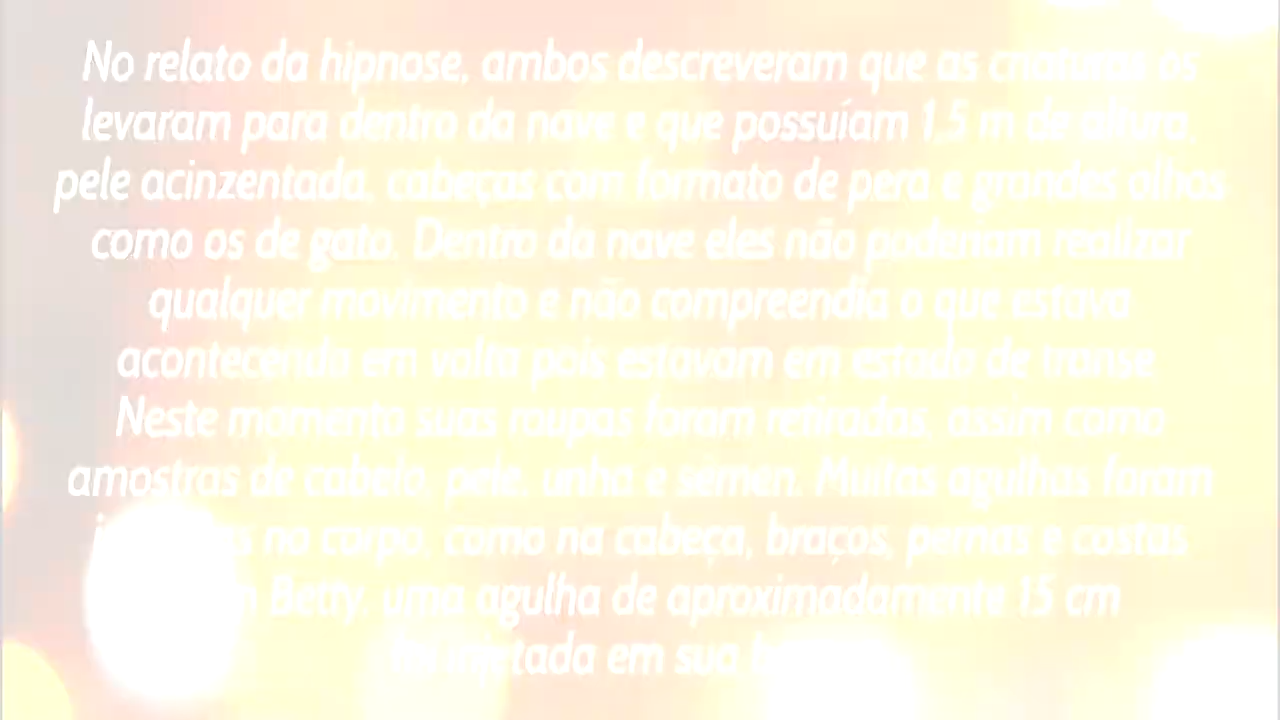 No relato da hipnose, ambos descreveram que as criaturas os
levaram para dentro da nave e que possuíam 1,5 m de altura,
pele acinzentada, cabeças com formato de pera e grandes olhos
como os de gato. Dentro da nave eles não poderiam realizar
qualquer movimento e não compreendia o que estava
acontecendo em volta pois estavam em estado de transe.
Neste momento suas roupas foram retiradas, assim como
amostras de cabelo, pele, unha e sêmen. Muitas agulhas foram
no corpo, como na cabeça, braços, pernas e costas
Betty, uma agulha de aproximadamente 15 cm
foi injetada em sua